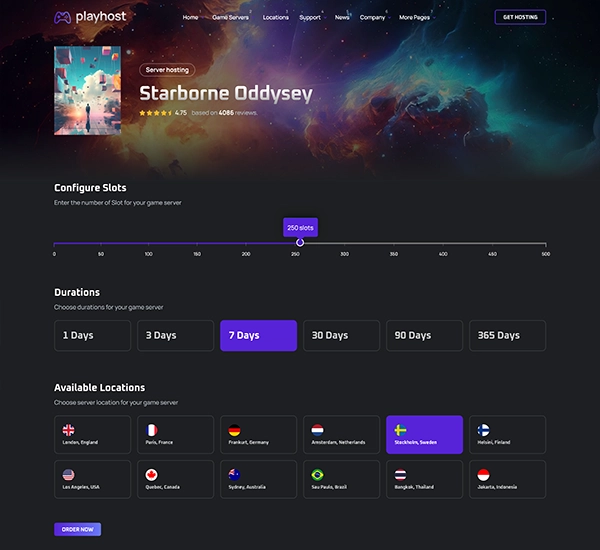 playhost
Home Game Servers Locations Support News Company More Pages
GET HOSTING
Server hosting
Starborne Oddysey
4.75 based on 4086 reviews
Configure Slots
Enter the number of Slot for your game server
250 slots
0 50 100 150 200 250 300 350 400 450 500
Durations
Choose durations for your game server
1 Days 3 Days 7 Days 30 Days 90 Days 365 Days
Available Locations
Choose server location for your game server
London, England Paris, France Frankurt, Germany Amsterdam, Netherlands Stockholm, Sweden Helsini, Finland
Los Angeles, USA Quebec, Canada Sydney, Australia Sau Paulo, Brazil Bangkok, Thailand Jakarta, Indonesia
ORDER NOW